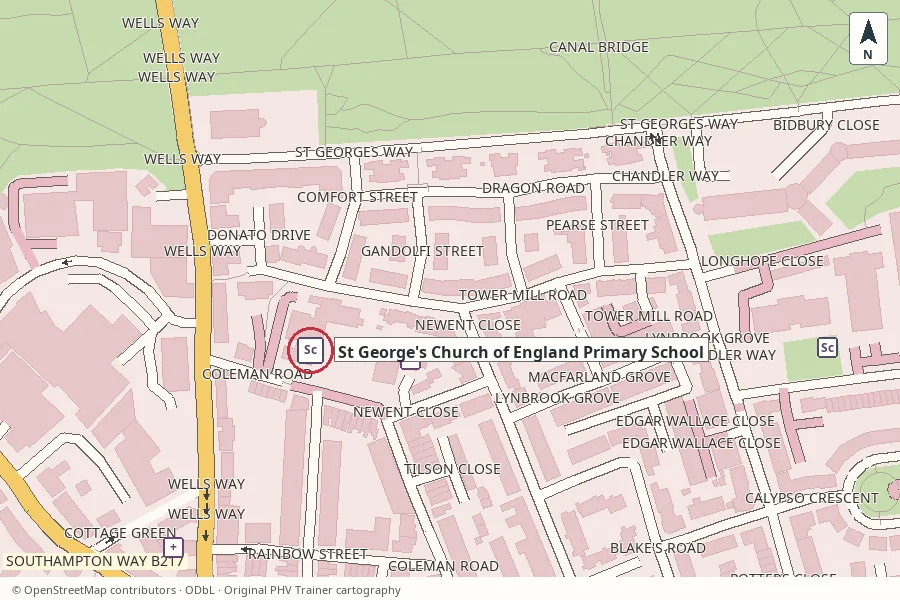 WELLS WAY
CANAL BRIDGE
N
WELLS WAY
WELLS WAY
ST GEORGES WAY
BIDBURY CLOSE
CHANDLER WAY
ST GEORGES WAY
WELLS WAY
CHANDLER WAY
DRAGON ROAD
COMFORT STREET
PEARSE STREET
DONATO DRIVE
WELLS WAY
GANDOLFI STREET
LONGHOPE CLOSE
TOWER MILL ROAD
TOWER MILL ROAD
NEWENT CLOSE
LYNBROOK GROVE
Sc
St George's Church of England Primary School
DLER WAY
Sc
COLEMAN ROAD
MACFARLAND GROVE
LYNBROOK GROVE
NEWENT CLOSE
EDGAR WALLACE CLOSE
EDGAR WALLACE CLOSE
TILSON CLOSE
WELLS WAY
CALYPSO CRESCENT
WELLS WAY
COTTAGE GREEN
+
RAINBOW STREET
BLAKE'S ROAD
SOUTHAMPTON WAY B217
COLEMAN ROAD
© OpenStreetMap contributors · ODbL · Original PHV Trainer cartography